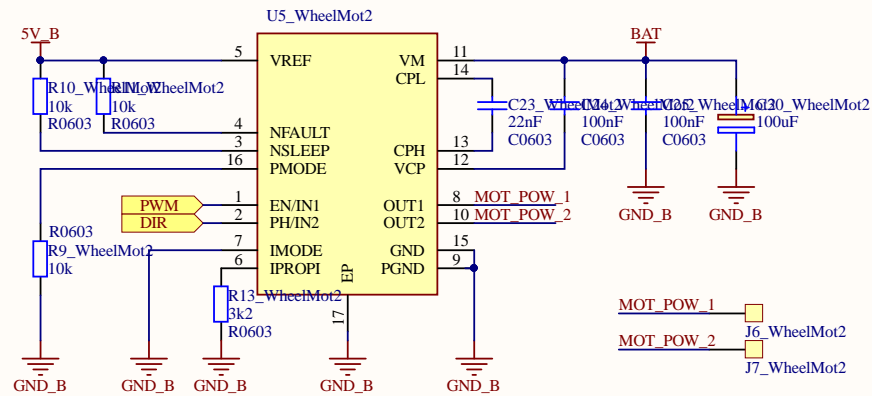 U5_WheelMot2
5V_B
BAT
5 VREF VM 11
CPL 14
R10_WheelMot2
10k
R0603
R11_WheelMot2
10k
R0603
C23_WheelMot2
22nF
C0603
C24_WheelMot2
100nF
C0603
C25_WheelMot2
100nF
C0603
C30_WheelMot2
100uF
4 NFAULT CPH 13
3 NSLEEP VCP 12
16 PMODE
PWM 1 EN/IN1 OUT1 8 MOT_POW_1
DIR 2 PH/IN2 OUT2 10 MOT_POW_2
GND_B
GND_B
R0603
R9_WheelMot2
10k
7 IMODE GND 15
6 IPROPI PGND 9
EP
17
R13_WheelMot2
3k2
R0603
MOT_POW_1
J6_WheelMot2
MOT_POW_2
J7_WheelMot2
GND_B
GND_B
GND_B
GND_B
GND_B